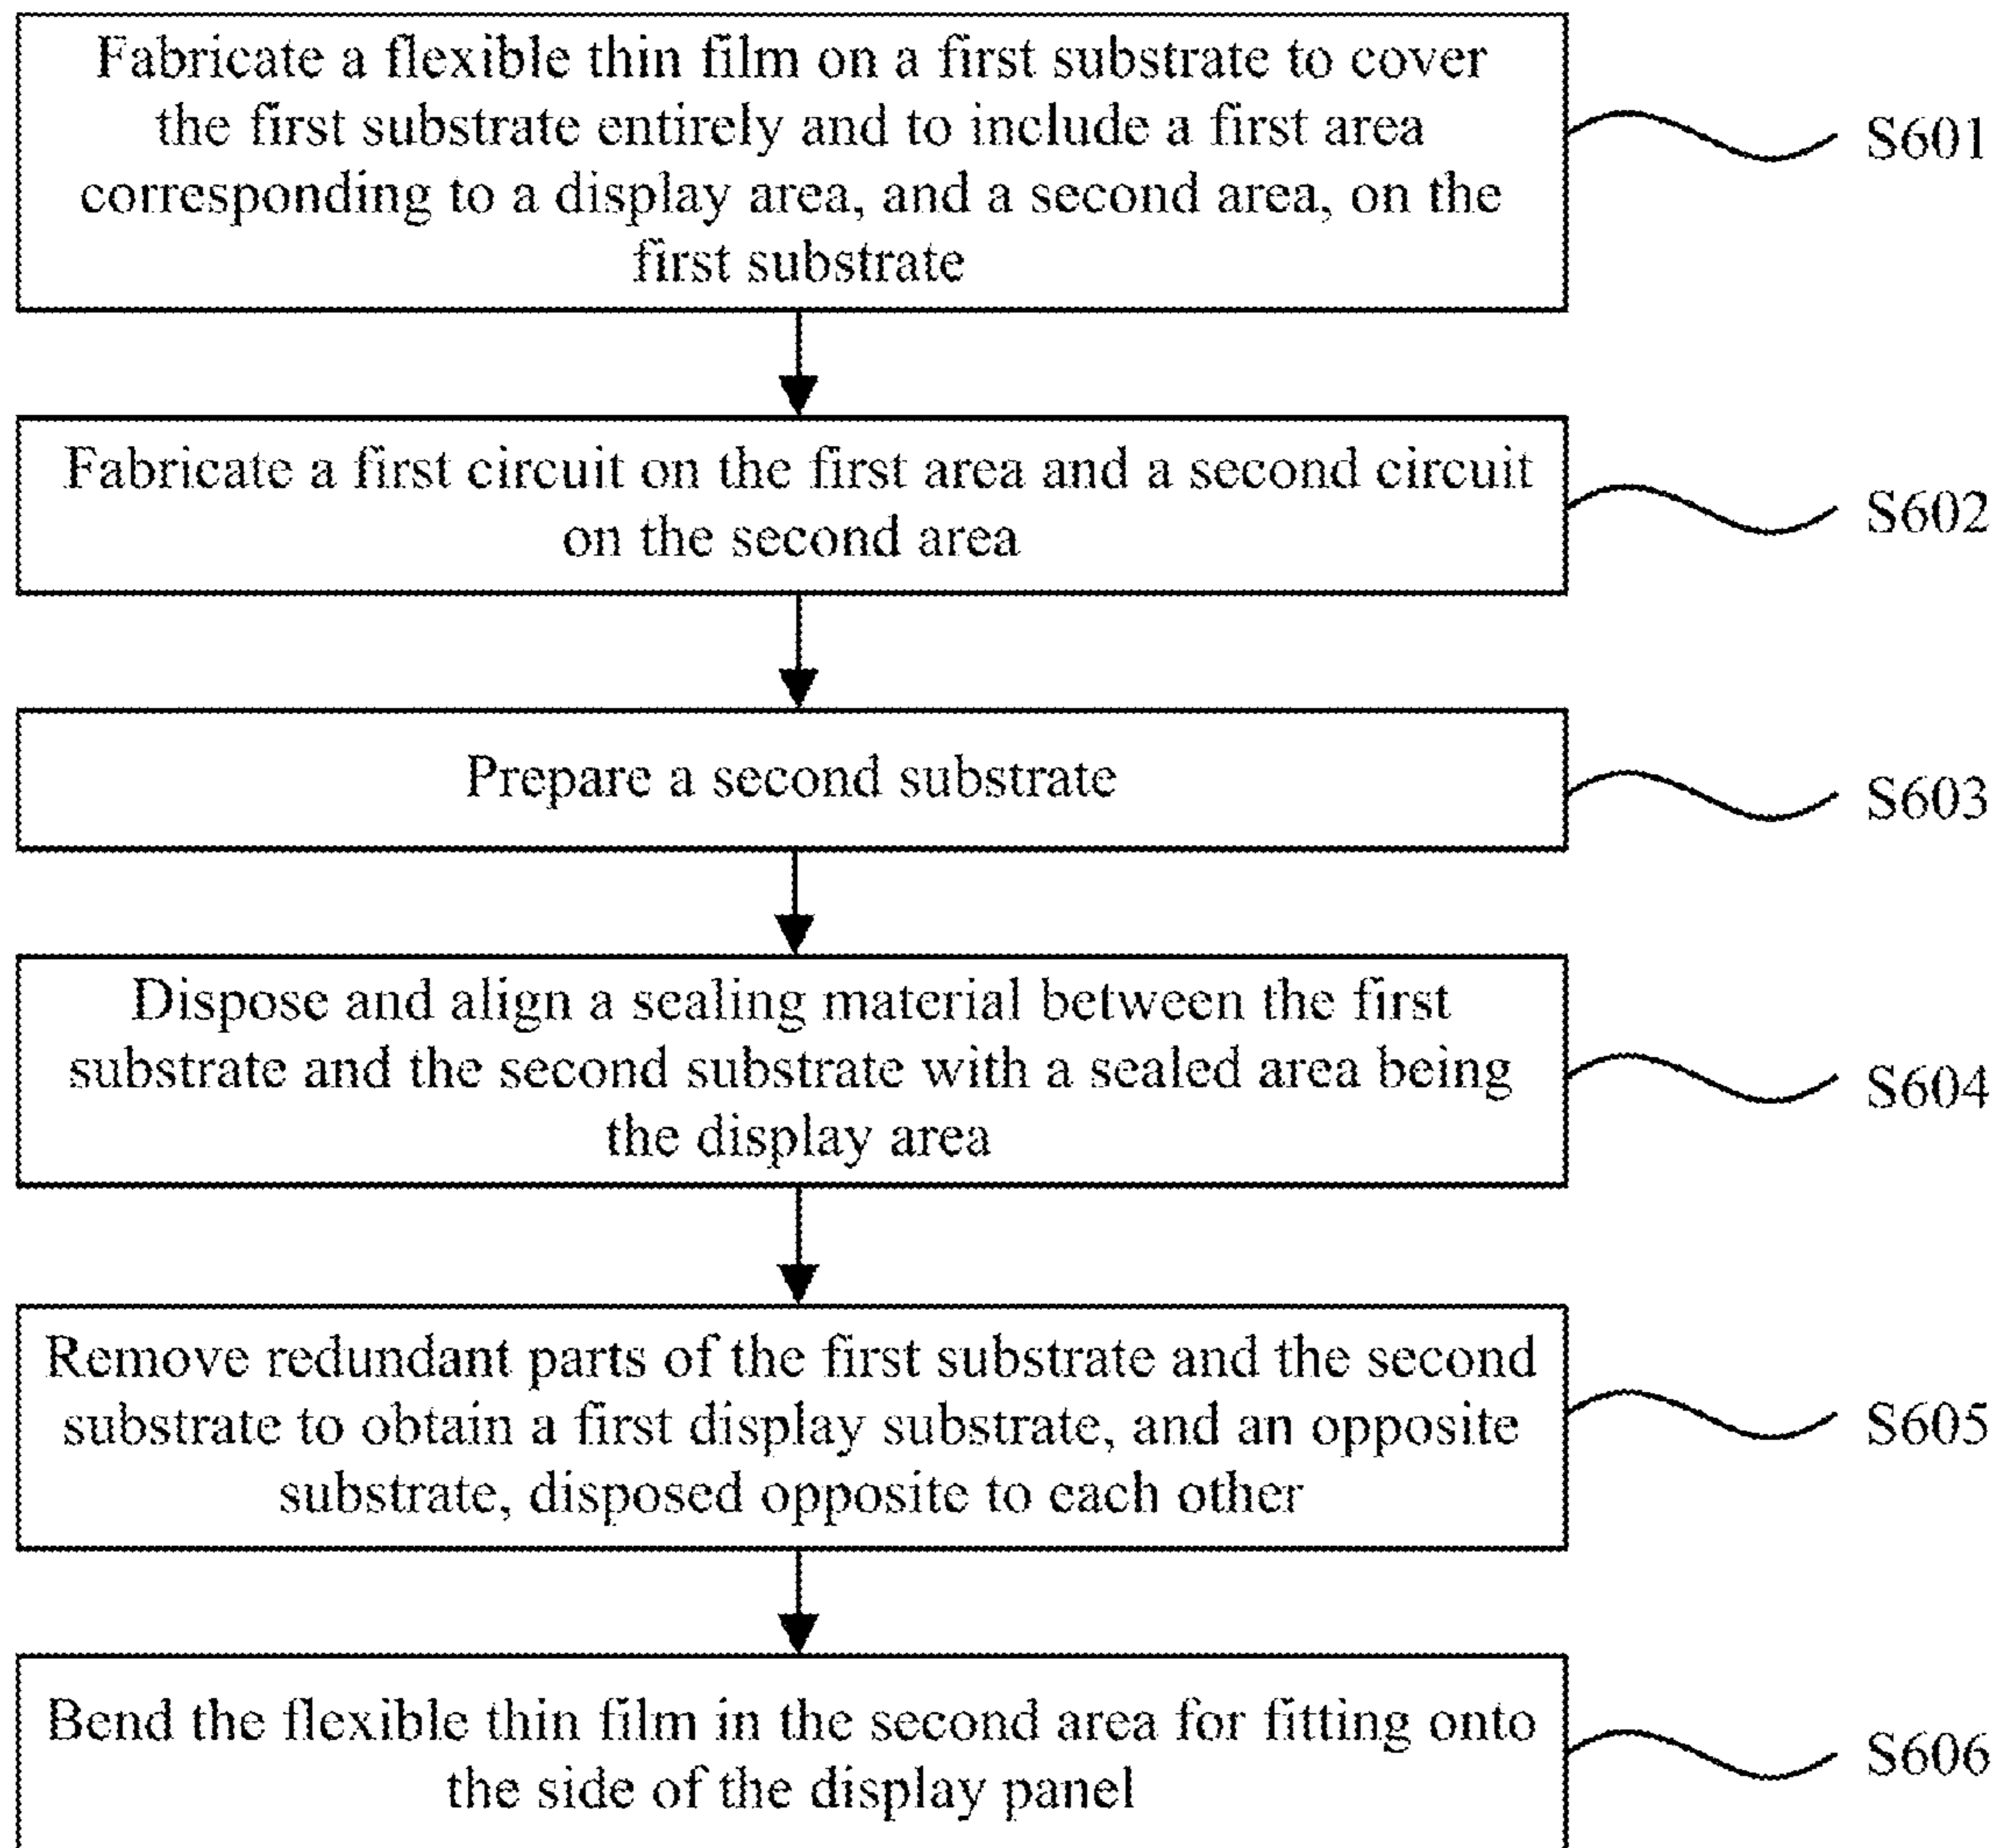 Fabricate a flexible thin film on a first substrate to cover
the first substrate entirely and to include a first area
corresponding to a display area, and a second area, on the
first substrate
S601
Fabricate a first circuit on the first area and a second circuit
on the second area
S602
Prepare a second substrate
S603
Dispose and align a sealing material between the first
substrate and the second substrate with a sealed area being
the display area
S604
Remove redundant parts of the first substrate and the second
substrate to obtain a first display substrate, and an opposite
substrate, disposed opposite to each other
S605
Bend the flexible thin film in the second area for fitting onto
the side of the display panel
S606